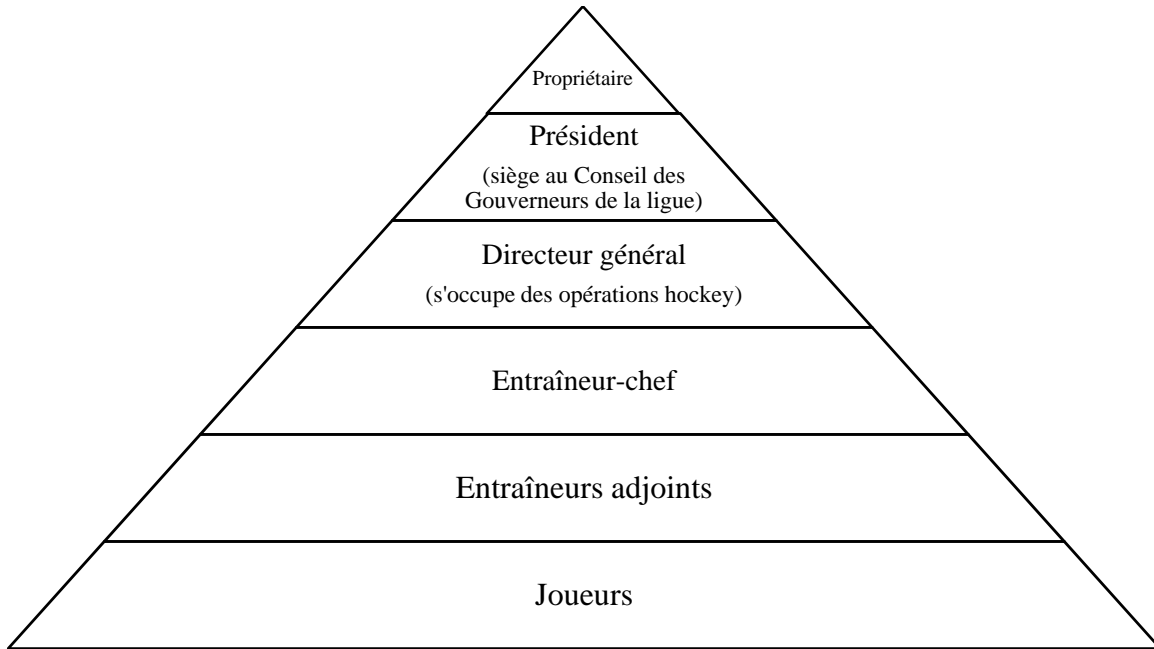 Propriétaire
Président
(siège au Conseil des
Gouverneurs de la ligue)
Directeur général
(s'occupe des opérations hockey)
Entraîneur-chef
Entraîneurs adjoints
Joueurs